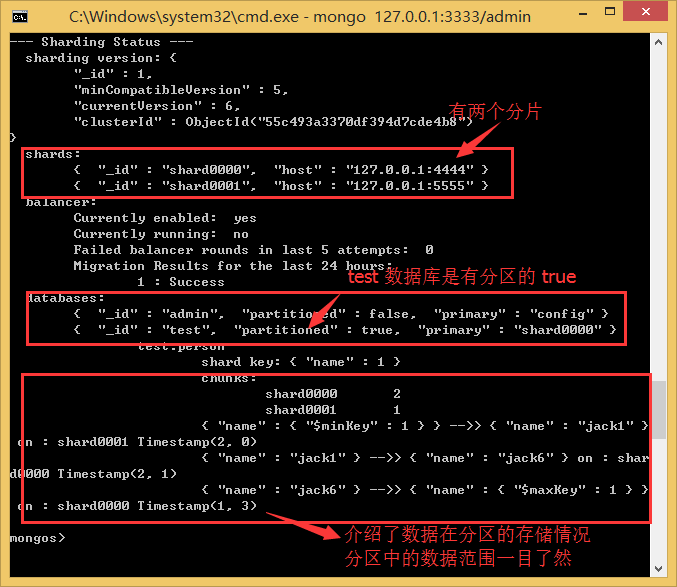 C:\Windows\system32\cmd.exe - mongo 127.0.0.1:3333/admin
--- Sharding Status ---
sharding version: {
"_id" : 1,
"minCompatibleVersion" : 5,
"currentVersion" : 6,
"clusterId" : ObjectId("55c493a3370df394d7cde4b8")
}
有两个分片
shards:
{ "_id" : "shard0000", "host" : "127.0.0.1:4444" }
{ "_id" : "shard0001", "host" : "127.0.0.1:5555" }
balancer:
Currently enabled: yes
Currently running: no
Failed balancer rounds in last 5 attempts: 0
Migration Results for the last 24 hours:
1 : Success
test 数据库是有分区的 true
databases:
{ "_id" : "admin", "partitioned" : false, "primary" : "config" }
{ "_id" : "test", "partitioned" : true, "primary" : "shard0000" }
test.person
shard key: { "name" : 1 }
chunks:
shard0000 2
shard0001 1
{ "name" : { "$minKey" : 1 } } -->> { "name" : "jack1" }
on : shard0001 Timestamp(2, 0)
{ "name" : "jack1" } -->> { "name" : "jack6" } on : shar
d0000 Timestamp(2, 1)
{ "name" : "jack6" } -->> { "name" : { "$maxKey" : 1 } }
on : shard0000 Timestamp(1, 3)
介绍了数据在分区的存储情况
分区中的数据范围一目了然
mongos>